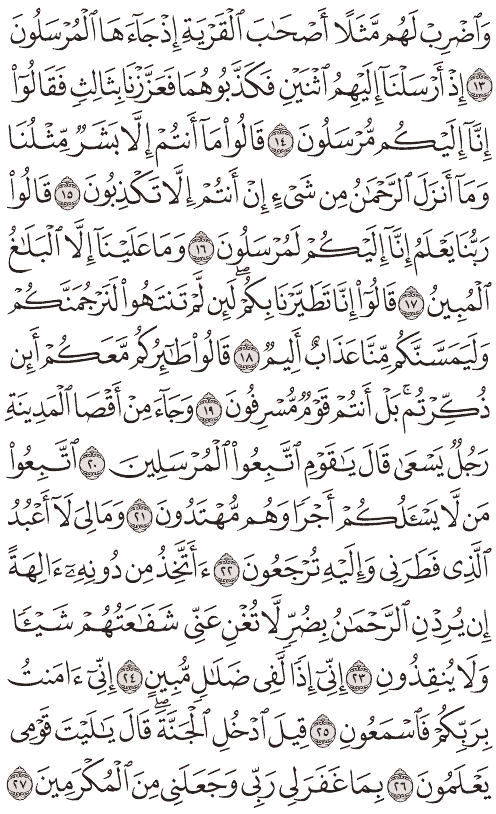 وَٱضۡرِبۡ لَهُم مَّثَلًا أَصۡحَٰبَ ٱلۡقَرۡيَةِ إِذۡ جَآءَهَا ٱلۡمُرۡسَلُونَ
١٣ إِذۡ أَرۡسَلۡنَآ إِلَيۡهِمُ ٱثۡنَيۡنِ فَكَذَّبُوهُمَا فَعَزَّزۡنَا بِثَالِثٖ فَقَالُوٓاْ
إِنَّآ إِلَيۡكُم مُّرۡسَلُونَ ١٤ قَالُواْ مَآ أَنتُمۡ إِلَّا بَشَرٞ مِّثۡلُنَا
وَمَآ أَنزَلَ ٱلرَّحۡمَٰنُ مِن شَيۡءٍ إِنۡ أَنتُمۡ إِلَّا تَكۡذِبُونَ ١٥ قَالُواْ
رَبُّنَا يَعۡلَمُ إِنَّآ إِلَيۡكُمۡ لَمُرۡسَلُونَ ١٦ وَمَا عَلَيۡنَآ إِلَّا ٱلۡبَلَٰغُ
ٱلۡمُبِينُ ١٧ قَالُوٓاْ إِنَّا تَطَيَّرۡنَا بِكُمۡۖ لَئِن لَّمۡ تَنتَهُواْ لَنَرۡجُمَنَّكُمۡ
وَلَيَمَسَّنَّكُم مِّنَّا عَذَابٌ أَلِيمٞ ١٨ قَالُواْ طَٰٓئِرُكُم مَّعَكُمۡ أَئِن
ذُكِّرۡتُمۚ بَلۡ أَنتُمۡ قَوۡمٞ مُّسۡرِفُونَ ١٩ وَجَآءَ مِنۡ أَقۡصَا ٱلۡمَدِينَةِ
رَجُلٞ يَسۡعَىٰ قَالَ يَٰقَوۡمِ ٱتَّبِعُواْ ٱلۡمُرۡسَلِينَ ٢٠ ٱتَّبِعُواْ
مَن لَّا يَسۡـَٔلُكُمۡ أَجۡرٗا وَهُم مُّهۡتَدُونَ ٢١ وَمَالِيَ لَآ أَعۡبُدُ
ٱلَّذِي فَطَرَنِي وَإِلَيۡهِ تُرۡجَعُونَ ٢٢ ءَأَتَّخِذُ مِن دُونِهِۦٓ ءَالِهَةً
إِن يُرِدۡنِ ٱلرَّحۡمَٰنُ بِضُرّٖ لَّا تُغۡنِ عَنِّي شَفَٰعَتُهُمۡ شَيۡـٔٗا
وَلَا يُنقِذُونِ ٢٣ إِنِّيٓ إِذٗا لَّفِي ضَلَٰلٖ مُّبِينٍ ٢٤ إِنِّيٓ ءَامَنتُ
بِرَبِّكُمۡ فَٱسۡمَعُونِ ٢٥ قِيلَ ٱدۡخُلِ ٱلۡجَنَّةَۖ قَالَ يَٰلَيۡتَ قَوۡمِي
يَعۡلَمُونَ ٢٦ بِمَا غَفَرَ لِي رَبِّي وَجَعَلَنِي مِنَ ٱلۡمُكۡرَمِينَ ٢٧